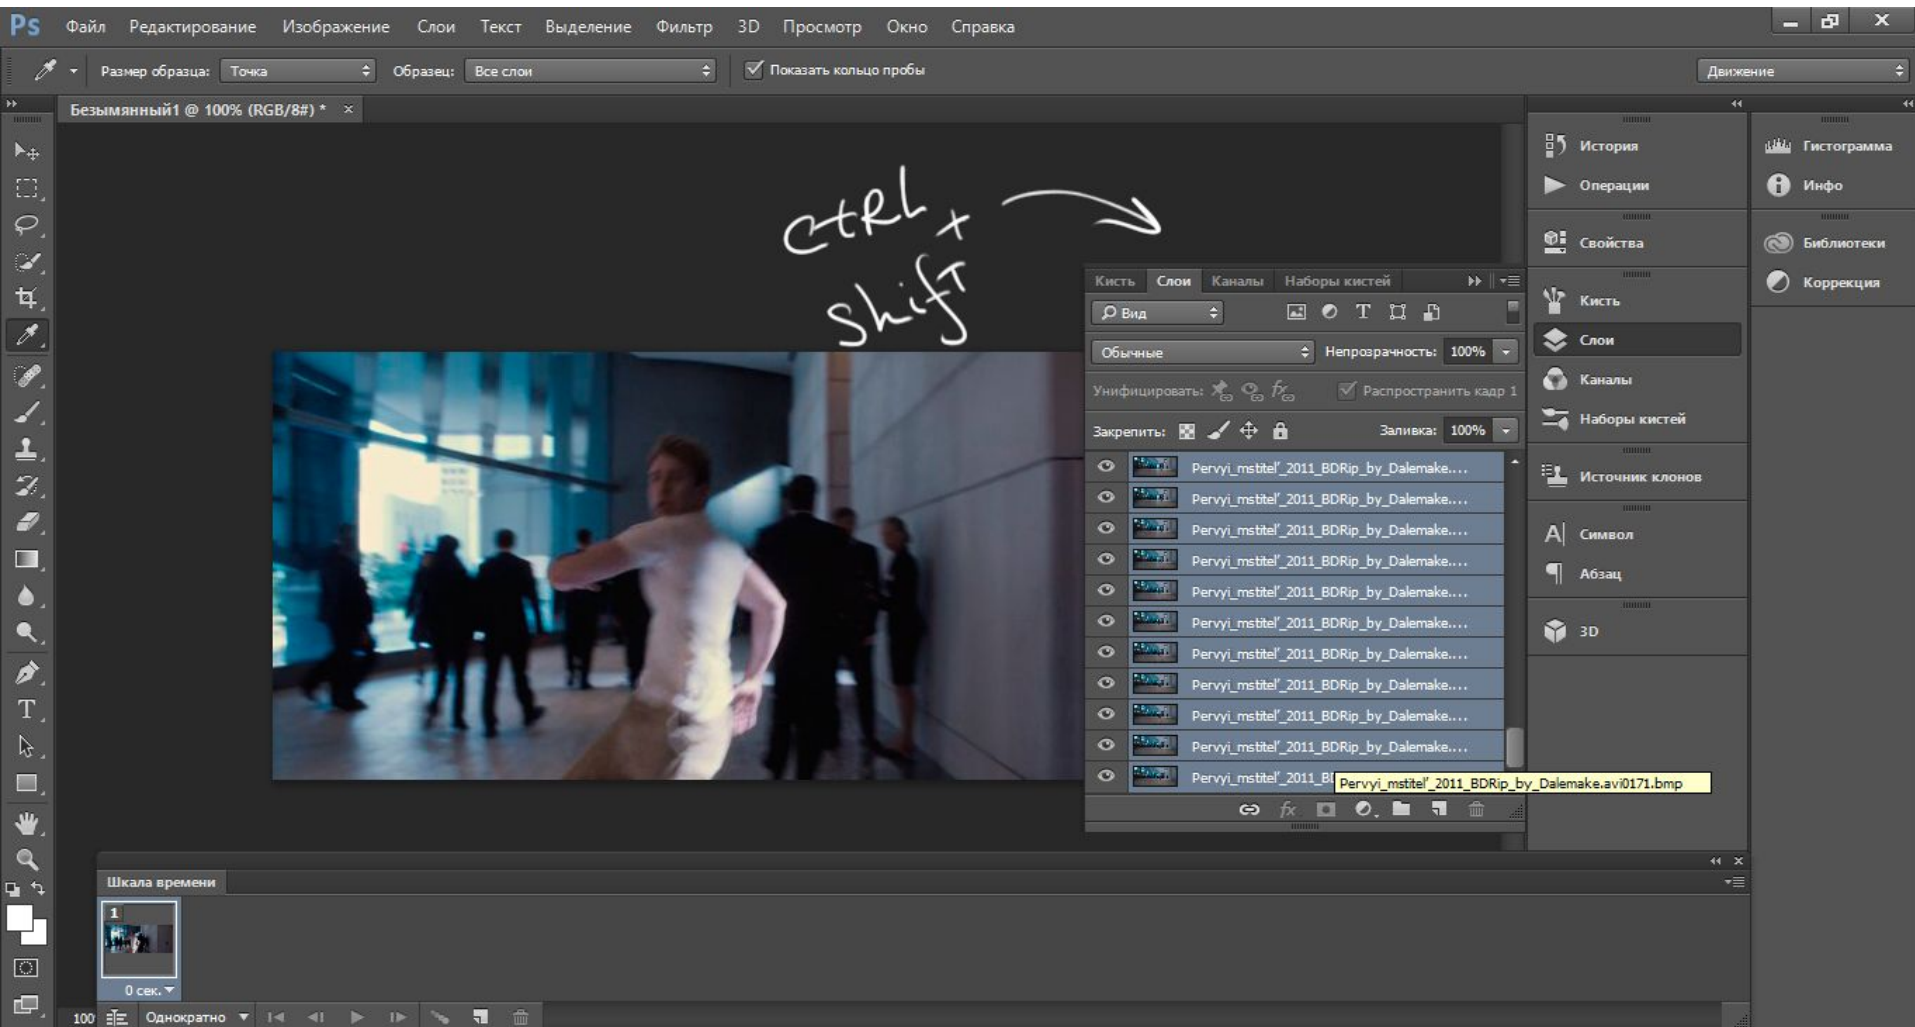 Ps Файл Редактирование Изображение Слои Текст Выделение Фильтр 3D Просмотр Окно Справка
Размер образца: Точка Образец: Все слои Показать кольцо пробы Движение
Безымянный1 @ 100% (RGB/8#) * ×
CtRL +
Shift
Кисть Слои Каналы Наборы кистей
Вид
Обычные Непрозрачность: 100%
Унифицировать: Распространить кадр 1
Закрепить: Заливка: 100%
Pervyi_mstitel'_2011_BDRip_by_Dalemake....
Pervyi_mstitel'_2011_BDRip_by_Dalemake....
Pervyi_mstitel'_2011_BDRip_by_Dalemake....
Pervyi_mstitel'_2011_BDRip_by_Dalemake....
Pervyi_mstitel'_2011_BDRip_by_Dalemake....
Pervyi_mstitel'_2011_BDRip_by_Dalemake....
Pervyi_mstitel'_2011_BDRip_by_Dalemake....
Pervyi_mstitel'_2011_BDRip_by_Dalemake....
Pervyi_mstitel'_2011_BDRip_by_Dalemake....
Pervyi_mstitel'_2011_BDRip_by_Dalemake....
Pervyi_mstitel'_2011_B
Pervyi_mstitel'_2011_BDRip_by_Dalemake.avi0171.bmp
История
Операции
Свойства
Кисть
Слои
Каналы
Наборы кистей
Источник клонов
Символ
Абзац
3D
Гистограмма
Инфо
Библиотеки
Коррекция
Шкала времени
1
0 сек.
100 Однократно